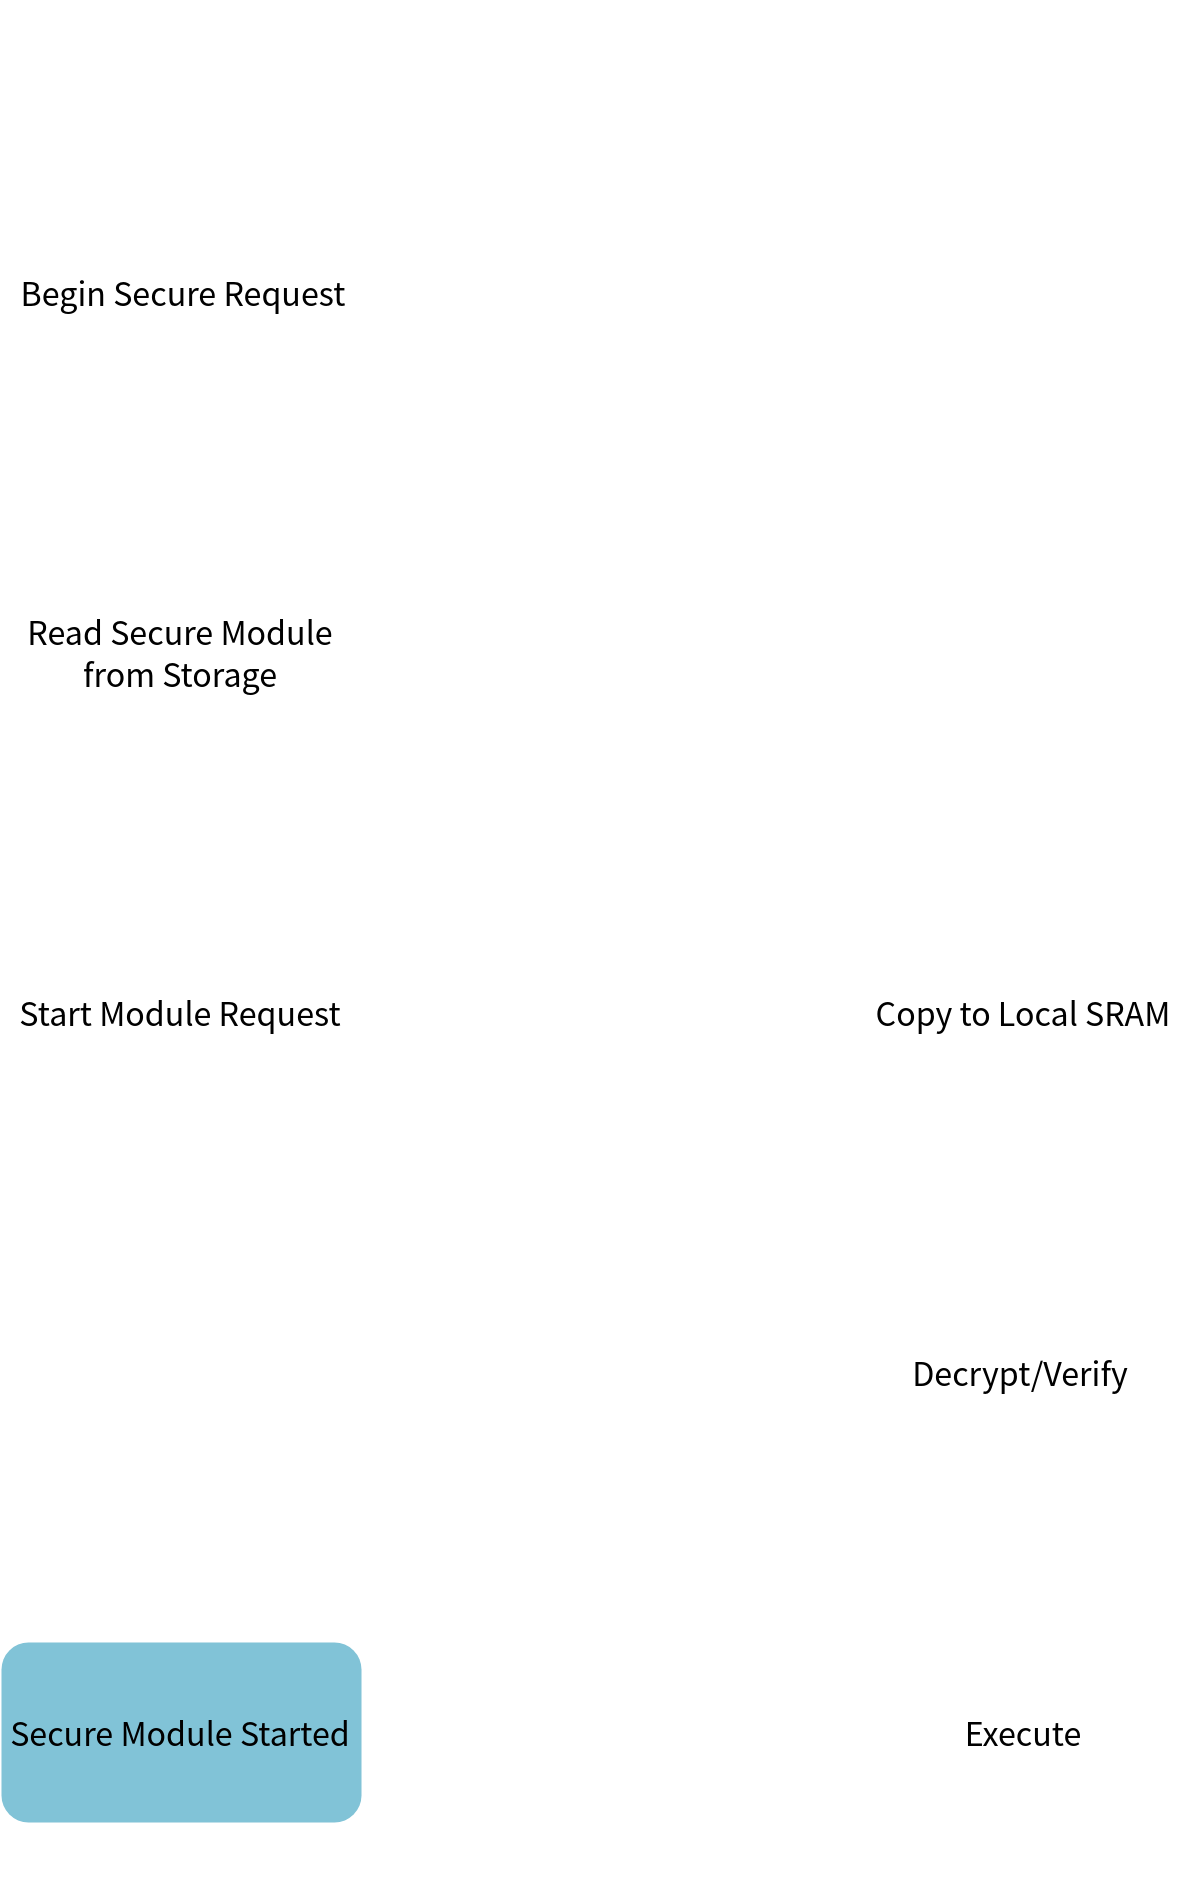 Begin Secure Request
Read Secure Module
from Storage
Start Module Request
Copy to Local SRAM
Decrypt/Verify
Secure Module Started
Execute